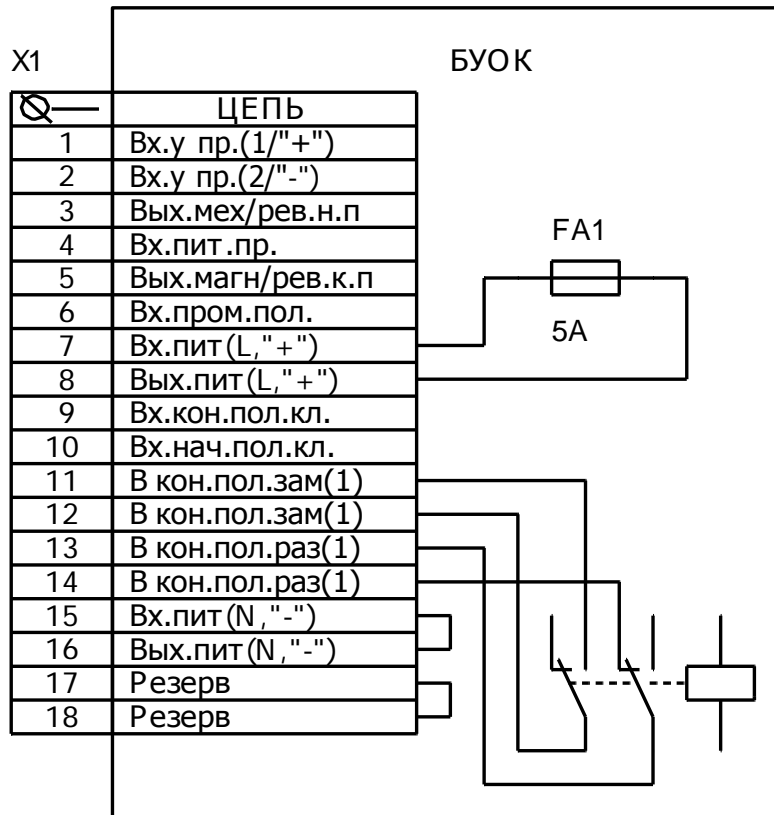 X1
БУОК
ЦЕПЬ
1 Вх.упр.(1/"+")
2 Вх.упр.(2/"-")
3 Вых.мех/рев.н.п
4 Вх.пит.пр.
5 Вых.магн/рев.к.п
6 Вх.пром.пол.
7 Вх.пит(L,"+")
8 Вых.пит(L,"+")
9 Вх.кон.пол.кл.
10 Вх.нач.пол.кл.
11 В кон.пол.зам(1)
12 В кон.пол.зам(1)
13 В кон.пол.раз(1)
14 В кон.пол.раз(1)
15 Вх.пит(N,"-")
16 Вых.пит(N,"-")
17 Резерв
18 Резерв
FA1
5A